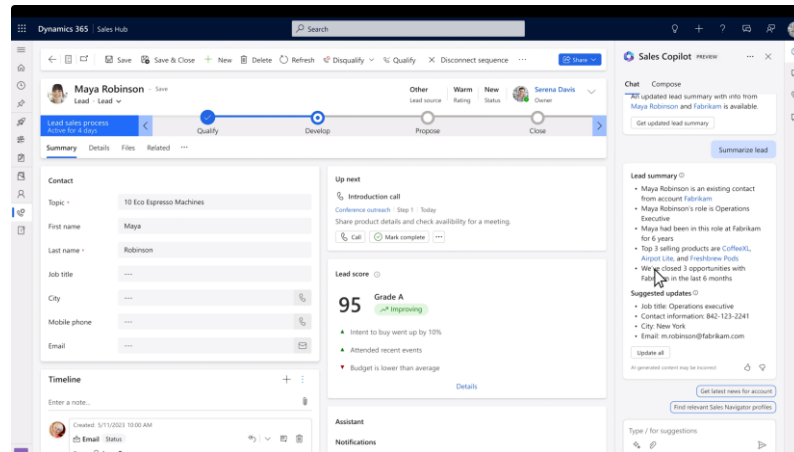 Dynamics 365 Sales Hub
Search
Save Save & Close New Delete Refresh Disqualify Qualify Disconnect sequence ... Share
Maya Robinson - Save
Lead · Lead
Other Warm New Serena Davis
Lead source Rating Status Owner
Lead sales process
Active for 4 days
Qualify Develop Propose Close
Summary Details Files Related ...
Contact
Topic * 10 Eco Espresso Machines
First name Maya
Last name * Robinson
Job title ---
City ---
Mobile phone ---
Email ---
Timeline
Enter a note...
Created: 5/11/2023 10:00 AM
Email Status
Up next
Introduction call
Conference outreach Step 1 Today
Share product details and check availibility for a meeting.
Call Mark complete ...
Lead score
95 Grade A
Improving
Intent to buy went up by 10%
Attended recent events
Budget is lower than average
Details
Assistant
Notifications
Sales Copilot PREVIEW ...
Chat Compose
An updated lead summary with info from
Maya Robinson and Fabrikam is available.
Get updated lead summary
Summarize lead
Lead summary
• Maya Robinson is an existing contact
from account Fabrikam
• Maya Robinson's role is Operations
Executive
• Maya had been in this role at Fabrikam
for 6 years
• Top 3 selling products are CoffeeXL,
Airpot Lite, and Freshbrew Pods
• We've closed 3 opportunities with
in the last 6 months
Suggested updates
• Job title: Operations executive
• Contact information: 842-123-2241
• City: New York
• Email: m.robinson@fabrikam.com
Update all
AI-generated content may be incorrect
Get latest news for account
Find relevant Sales Navigator profiles
Type / for suggestions